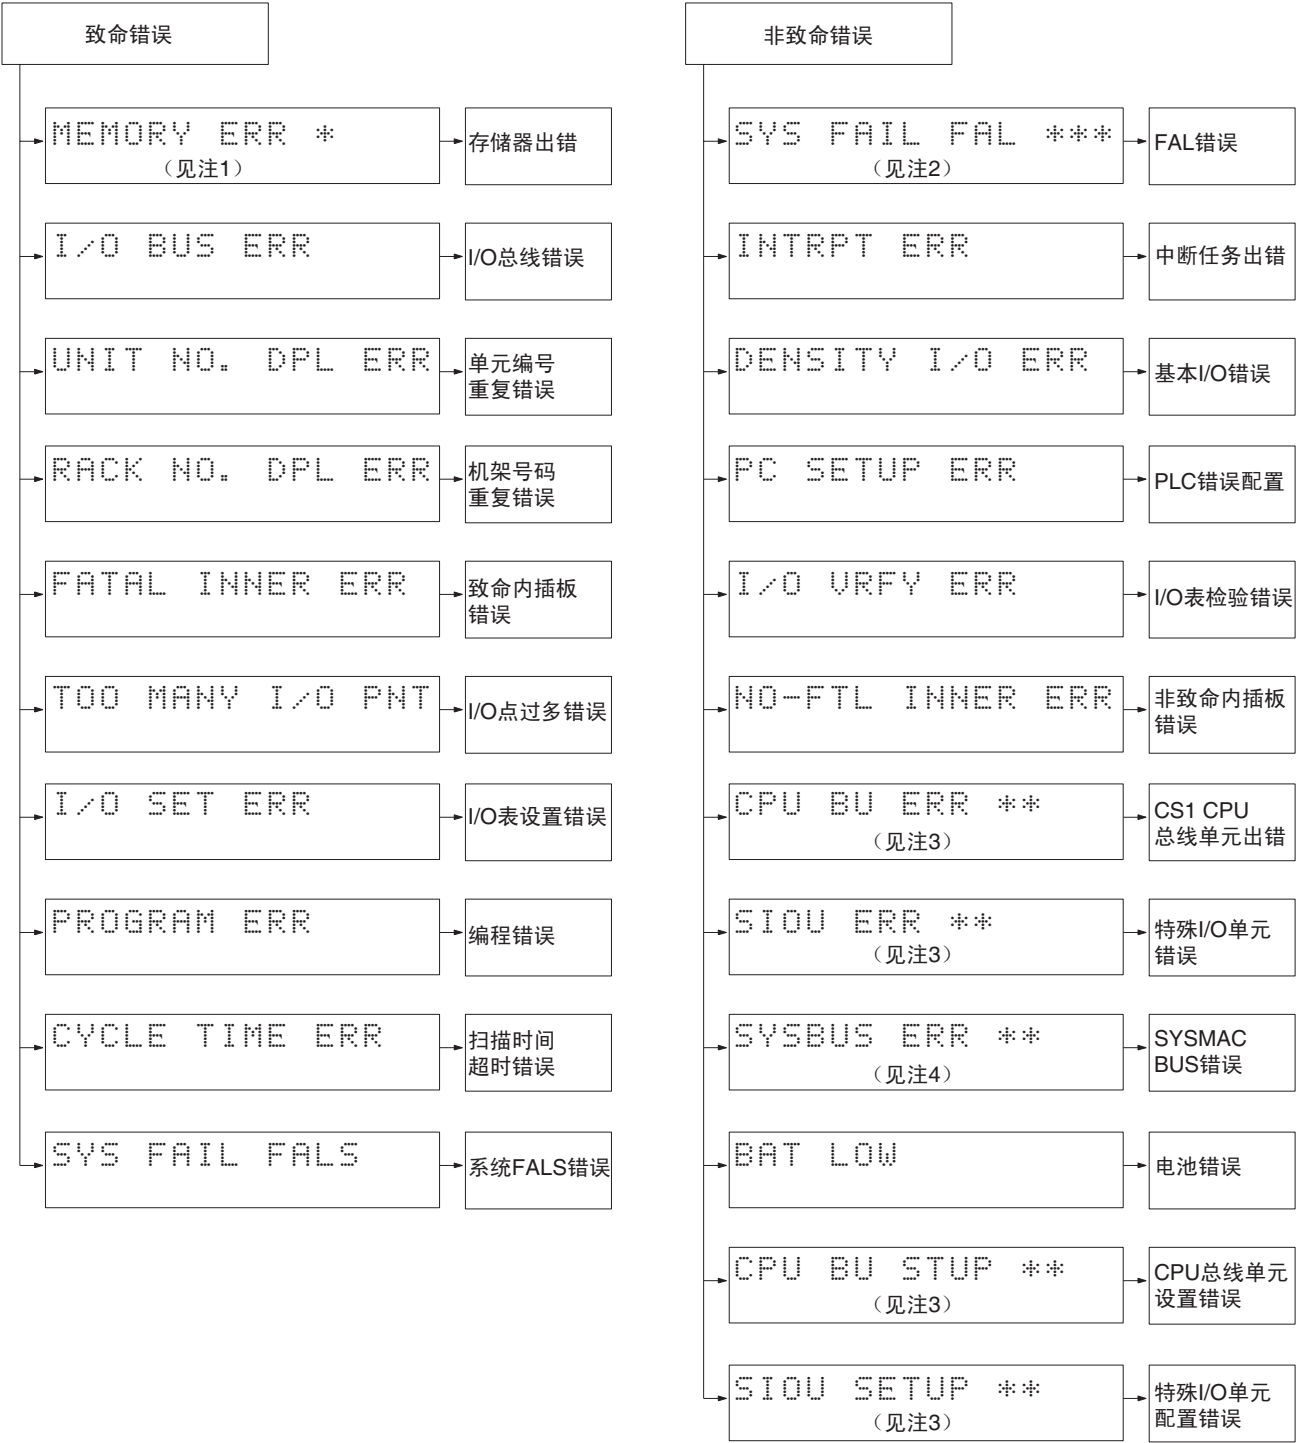 致命错误
MEMORY ERR *
（见注1）
存储器出错
I/O BUS ERR
I/O总线错误
UNIT NO. DPL ERR
单元编号
重复错误
RACK NO. DPL ERR
机架号码
重复错误
FATAL INNER ERR
致命内插板
错误
TOO MANY I/O PNT
I/O点过多错误
I/O SET ERR
I/O表设置错误
PROGRAM ERR
编程错误
CYCLE TIME ERR
扫描时间
超时错误
SYS FAIL FALS
系统FALS错误
非致命错误
SYS FAIL FAL ***
（见注2）
FAL错误
INTRPT ERR
中断任务出错
DENSITY I/O ERR
基本I/O错误
PC SETUP ERR
PLC错误配置
I/O VRFY ERR
I/O表检验错误
NO-FTL INNER ERR
非致命内插板
错误
CPU BU ERR **
（见注3）
CS1 CPU
总线单元出错
SIOU ERR **
（见注3）
特殊I/O单元
错误
SYSBUS ERR **
（见注4）
SYSMAC
BUS错误
BAT LOW
电池错误
CPU BU STUP **
（见注3）
CPU总线单元
设置错误
SIOU SETUP **
（见注3）
特殊I/O单元
配置错误